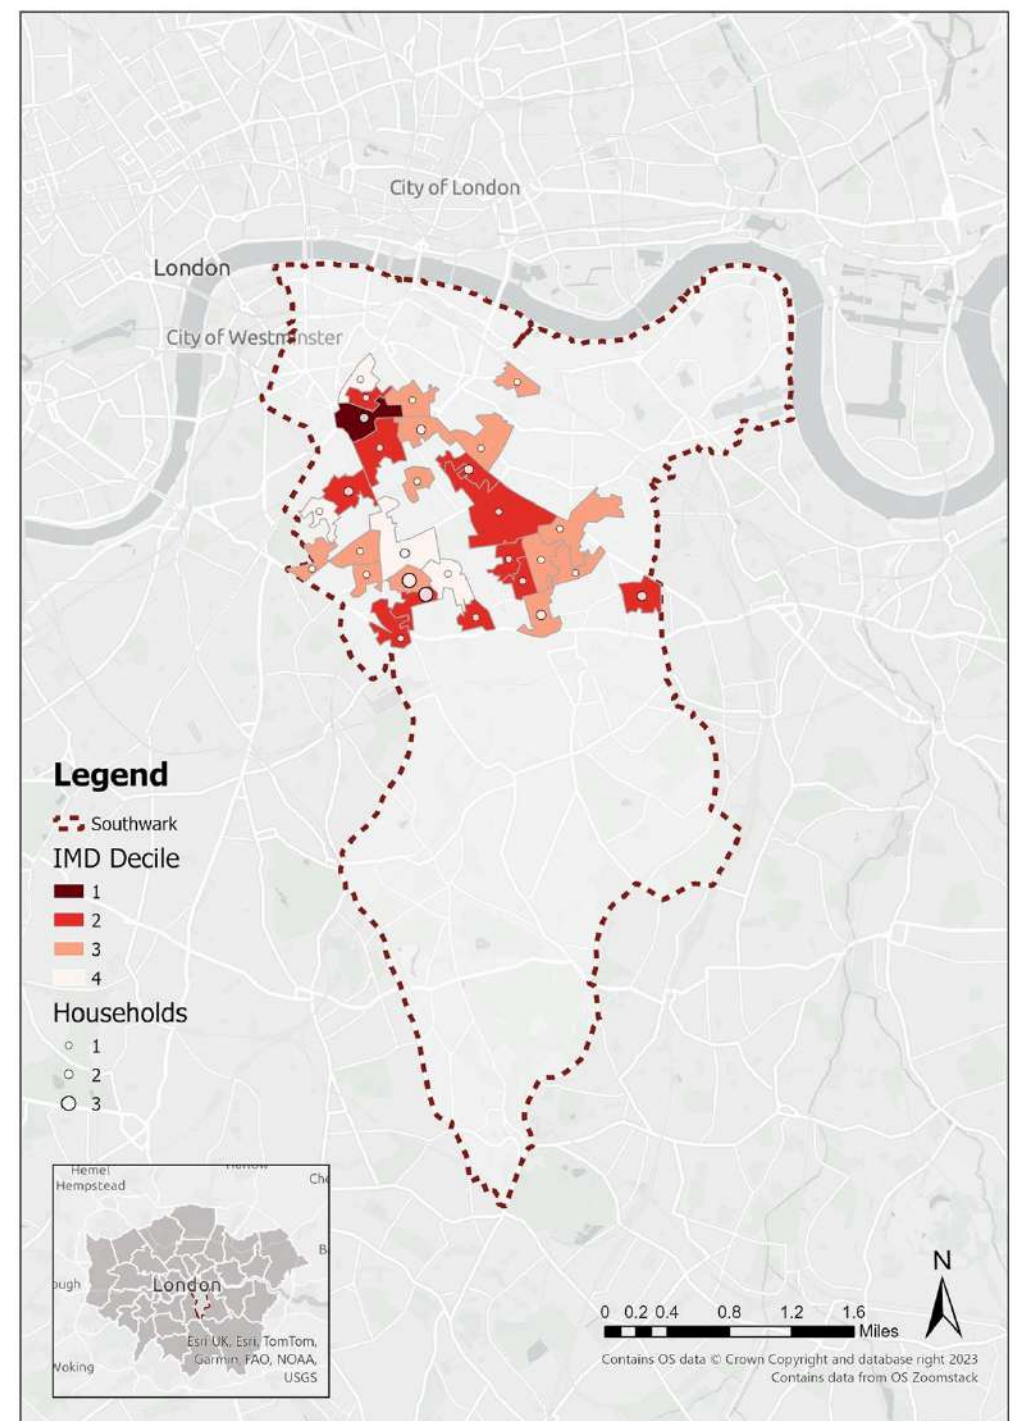 City of London
London
City of Westminster
Legend
Southwark
IMD Decile
1
2
3
4
Households
1
2
3
Hemel
Hempstead
London
Esri UK, Esri, TomTom,
Garmin, FAO, NOAA,
USGS
N
0 0.2 0.4 0.8 1.2 1.6
Miles
Contains OS data © Crown Copyright and database right 2023
Contains data from OS Zoomstack